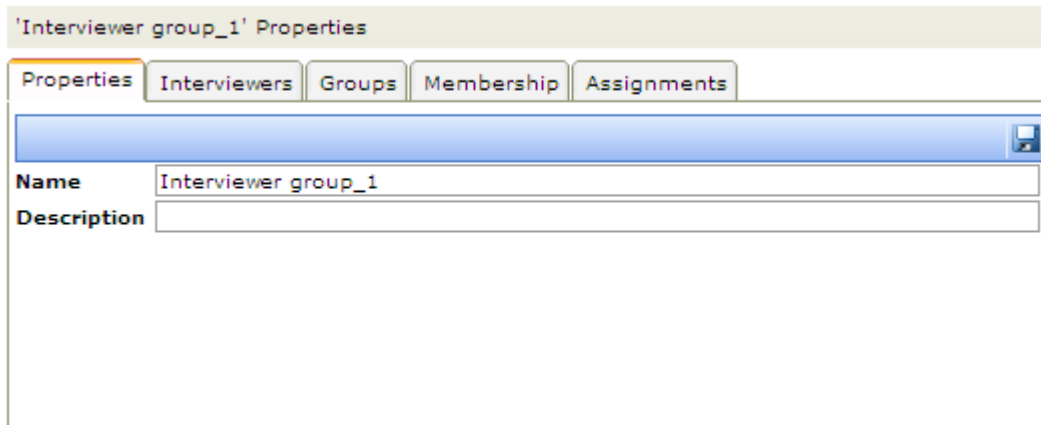 'Interviewer group_1' Properties
Properties Interviewers Groups Membership Assignments
Name Interviewer group_1
Description